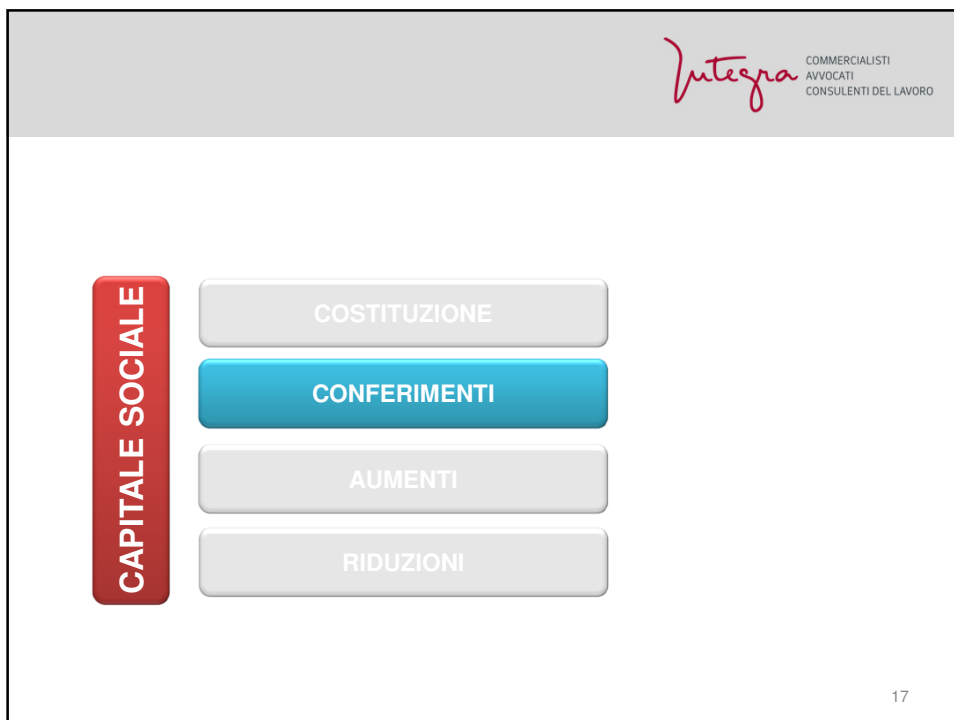 Integra
COMMERCIALISTI
AVVOCATI
CONSULENTI DEL LAVORO
CAPITALE SOCIALE
COSTITUZIONE
CONFERIMENTI
AUMENTI
RIDUZIONI
17